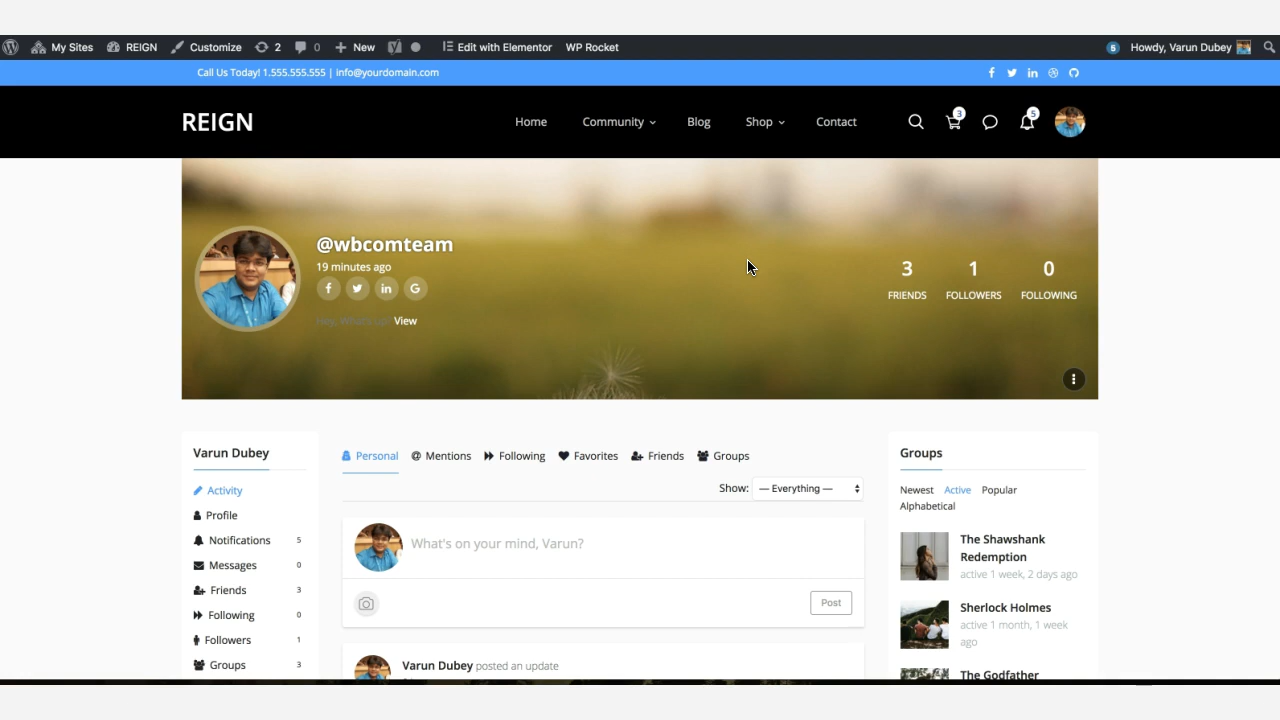 My Sites REIGN Customize 2 0 New Edit with Elementor WP Rocket 6 Howdy, Varun Dubey
Call Us Today! 1.555.555.555 | info@yourdomain.com
REIGN Home Community Blog Shop Contact 3 5
@wbcomteam
19 minutes ago
Hey, What's up! View
3 1 0
FRIENDS FOLLOWERS FOLLOWING
Varun Dubey
Activity
Profile
Notifications 5
Messages 0
Friends 3
Following 0
Followers 1
Groups 3
Personal Mentions Following Favorites Friends Groups
Show: — Everything —
What's on your mind, Varun?
Post
Varun Dubey posted an update
Groups
Newest Active Popular
Alphabetical
The Shawshank
Redemption
active 1 week, 2 days ago
Sherlock Holmes
active 1 month, 1 week
ago
The Godfather